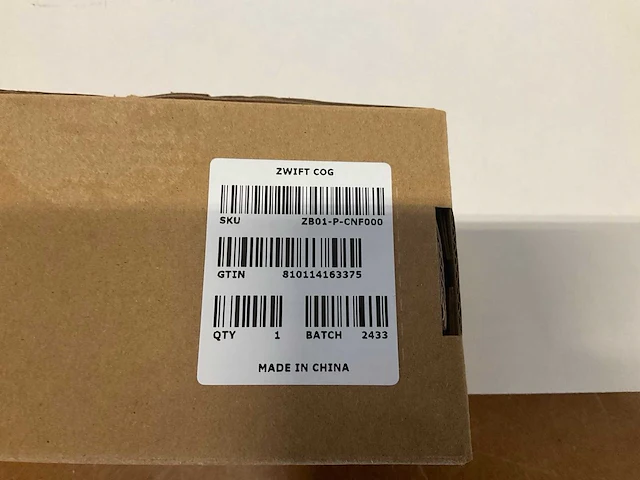 ZWIFT COG
SKU ZB01-P-CNF000
GTIN 810114163375
QTY 1 BATCH 2433
MADE IN CHINA